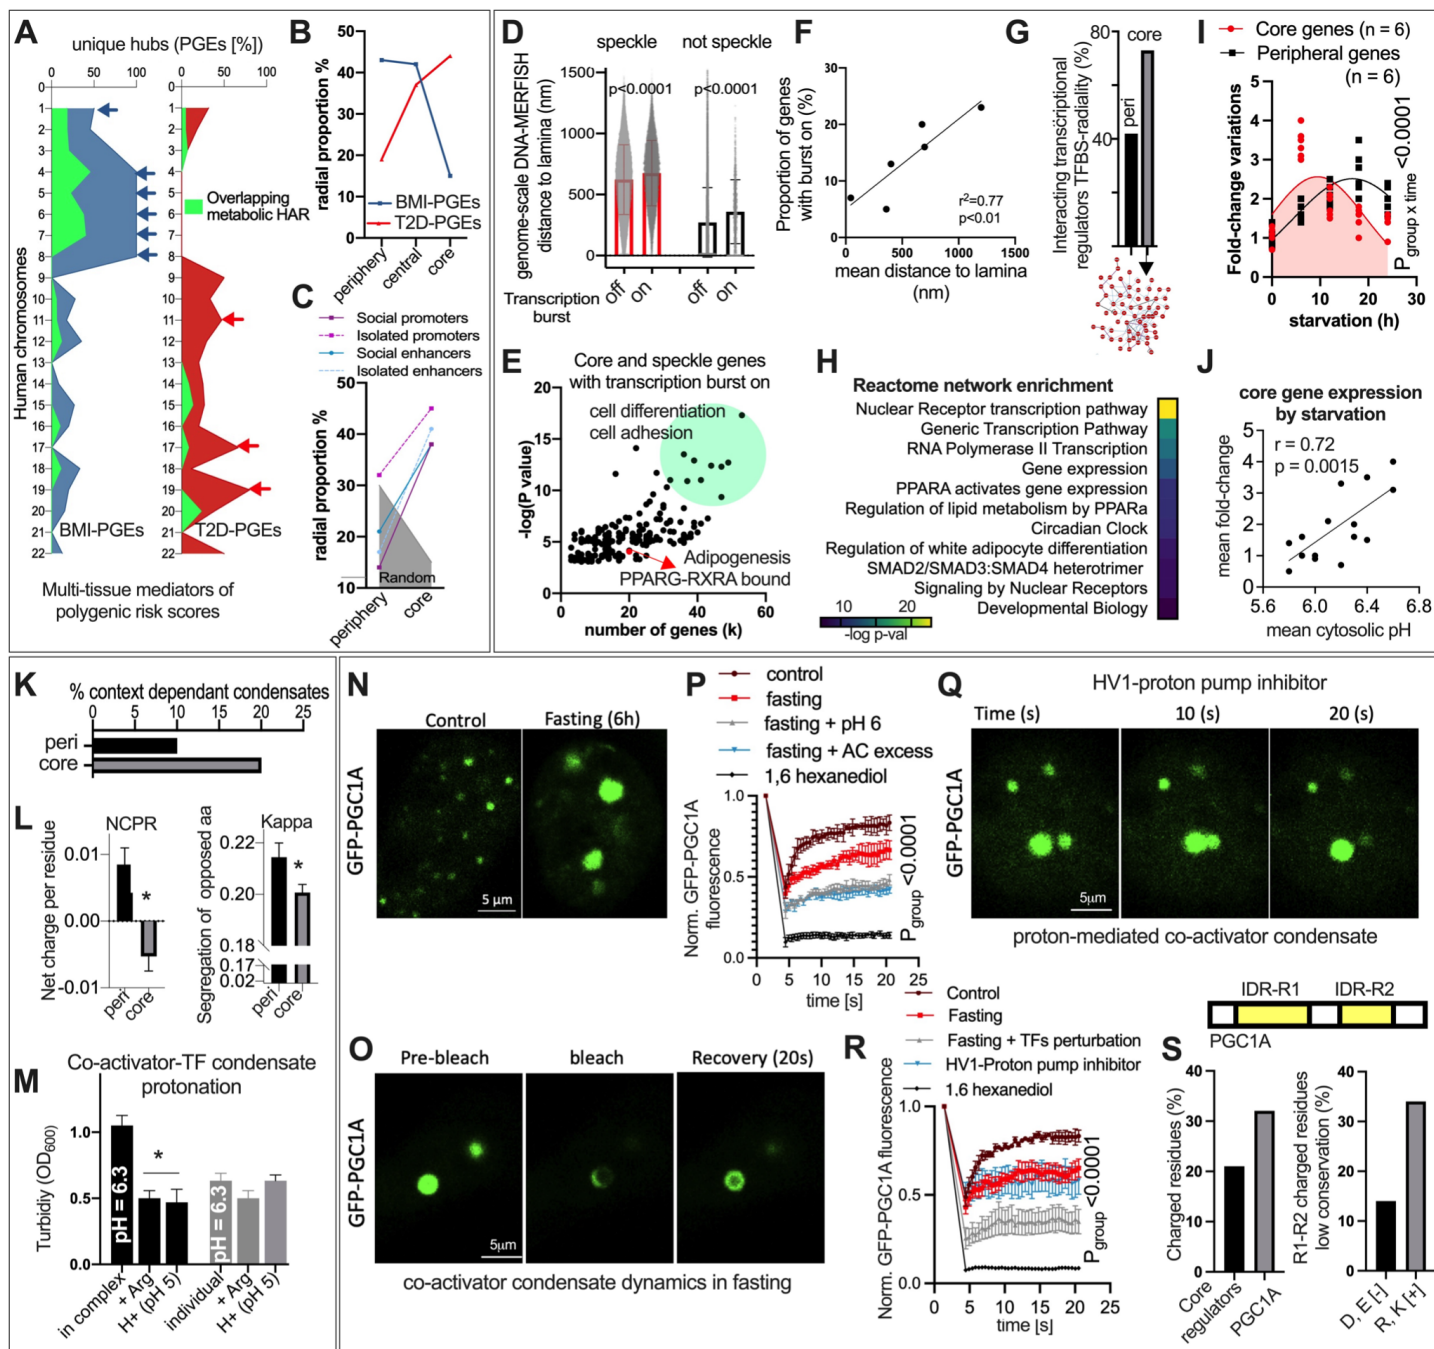 A
unique hubs (PGEs [%])
0 50 100 0 50 100
0 0
1 1
2 2
3 3
4 4
5 5
6 6
7 7
8 8
9 9
10 10
11 11
12 12
13 13
14 14
15 15
16 16
17 17
18 18
19 19
20 20
21 21
22 22
Human chromosomes
Overlapping
metabolic HAR
BMI-PGEs
T2D-PGEs
Multi-tissue mediators of
polygenic risk scores
B
radial proportion %
50
40
30
20
10
0
BMI-PGEs
T2D-PGEs
periphery
central
core
C
Social promoters
Isolated promoters
Social enhancers
Isolated enhancers
radial proportion %
50
40
30
20
10
Random
periphery
core
D
genome-scale DNA-MERFISH
distance to lamina (nm)
speckle
not speckle
1500
1000
500
0
p<0.0001
p<0.0001
Transcription
burst
off
on
off
on
E
Core and speckle genes
with transcription burst on
cell differentiation
cell adhesion
-log(P value)
20
15
10
5
0
Adipogenesis
PPARG-RXRA bound
0 20 40 60
number of genes (k)
F
Proportion of genes
with burst on (%)
30
20
10
0
r²=0.77
p<0.01
0 500 1000 1500
mean distance to lamina
(nm)
G
Interacting transcriptional
regulators TFBS-radiality (%)
80
40
peri
core
H
Reactome network enrichment
Nuclear Receptor transcription pathway
Generic Transcription Pathway
RNA Polymerase II Transcription
Gene expression
PPARA activates gene expression
Regulation of lipid metabolism by PPARa
Circadian Clock
Regulation of white adipocyte differentiation
SMAD2/SMAD3:SMAD4 heterotrimer
Signaling by Nuclear Receptors
Developmental Biology
10 20
-log p-val
I
Core genes (n = 6)
Peripheral genes
(n = 6)
Fold-change variations
5
4
3
2
1
0
P group x time <0.0001
0 10 20 30
starvation (h)
J
core gene expression
by starvation
mean fold-change
5
4
3
2
1
0
r = 0.72
p = 0.0015
5.6 6.0 6.4 6.8
mean cytosolic pH
K
% context dependant condensates
0 5 10 15 20 25
peri
core
L
NCPR
Net charge per residue
0.01
0.00
-0.01
*
peri
core
Kappa
Segregation of opposed aa
0.22
0.20
0.18
0.17
0.02
*
peri
core
M
Co-activator-TF condensate
protonation
Turbidiy (OD600)
1.0
0.5
0.0
pH = 6.3
*
pH = 6.3
in complex
+ Arg
H+ (pH 5)
individual
+ Arg
H+ (pH 5)
N
Control
Fasting (6h)
GFP-PGC1A
5 µm
O
Pre-bleach
bleach
Recovery (20s)
GFP-PGC1A
5µm
co-activator condensate dynamics in fasting
P
control
fasting
fasting + pH 6
fasting + AC excess
1,6 hexanediol
Norm. GFP-PGC1A
fluorescence
1.0
0.5
0.0
P group <0.0001
0 5 10 15 20 25
time [s]
Q
HV1-proton pump inhibitor
Time (s)
10 (s)
20 (s)
GFP-PGC1A
5µm
proton-mediated co-activator condensate
R
Control
Fasting
Fasting + TFs perturbation
HV1-Proton pump inhibitor
1,6 hexanediol
Norm. GFP-PGC1A fluorescence
1.0
0.5
0.0
P group <0.0001
0 5 10 15 20 25
time [s]
S
IDR-R1
IDR-R2
PGC1A
Charged residues (%)
40
30
20
10
0
Core
regulators
PGC1A
R1-R2 charged residues
low conservation (%)
40
30
20
10
0
D, E [-]
R, K [+]